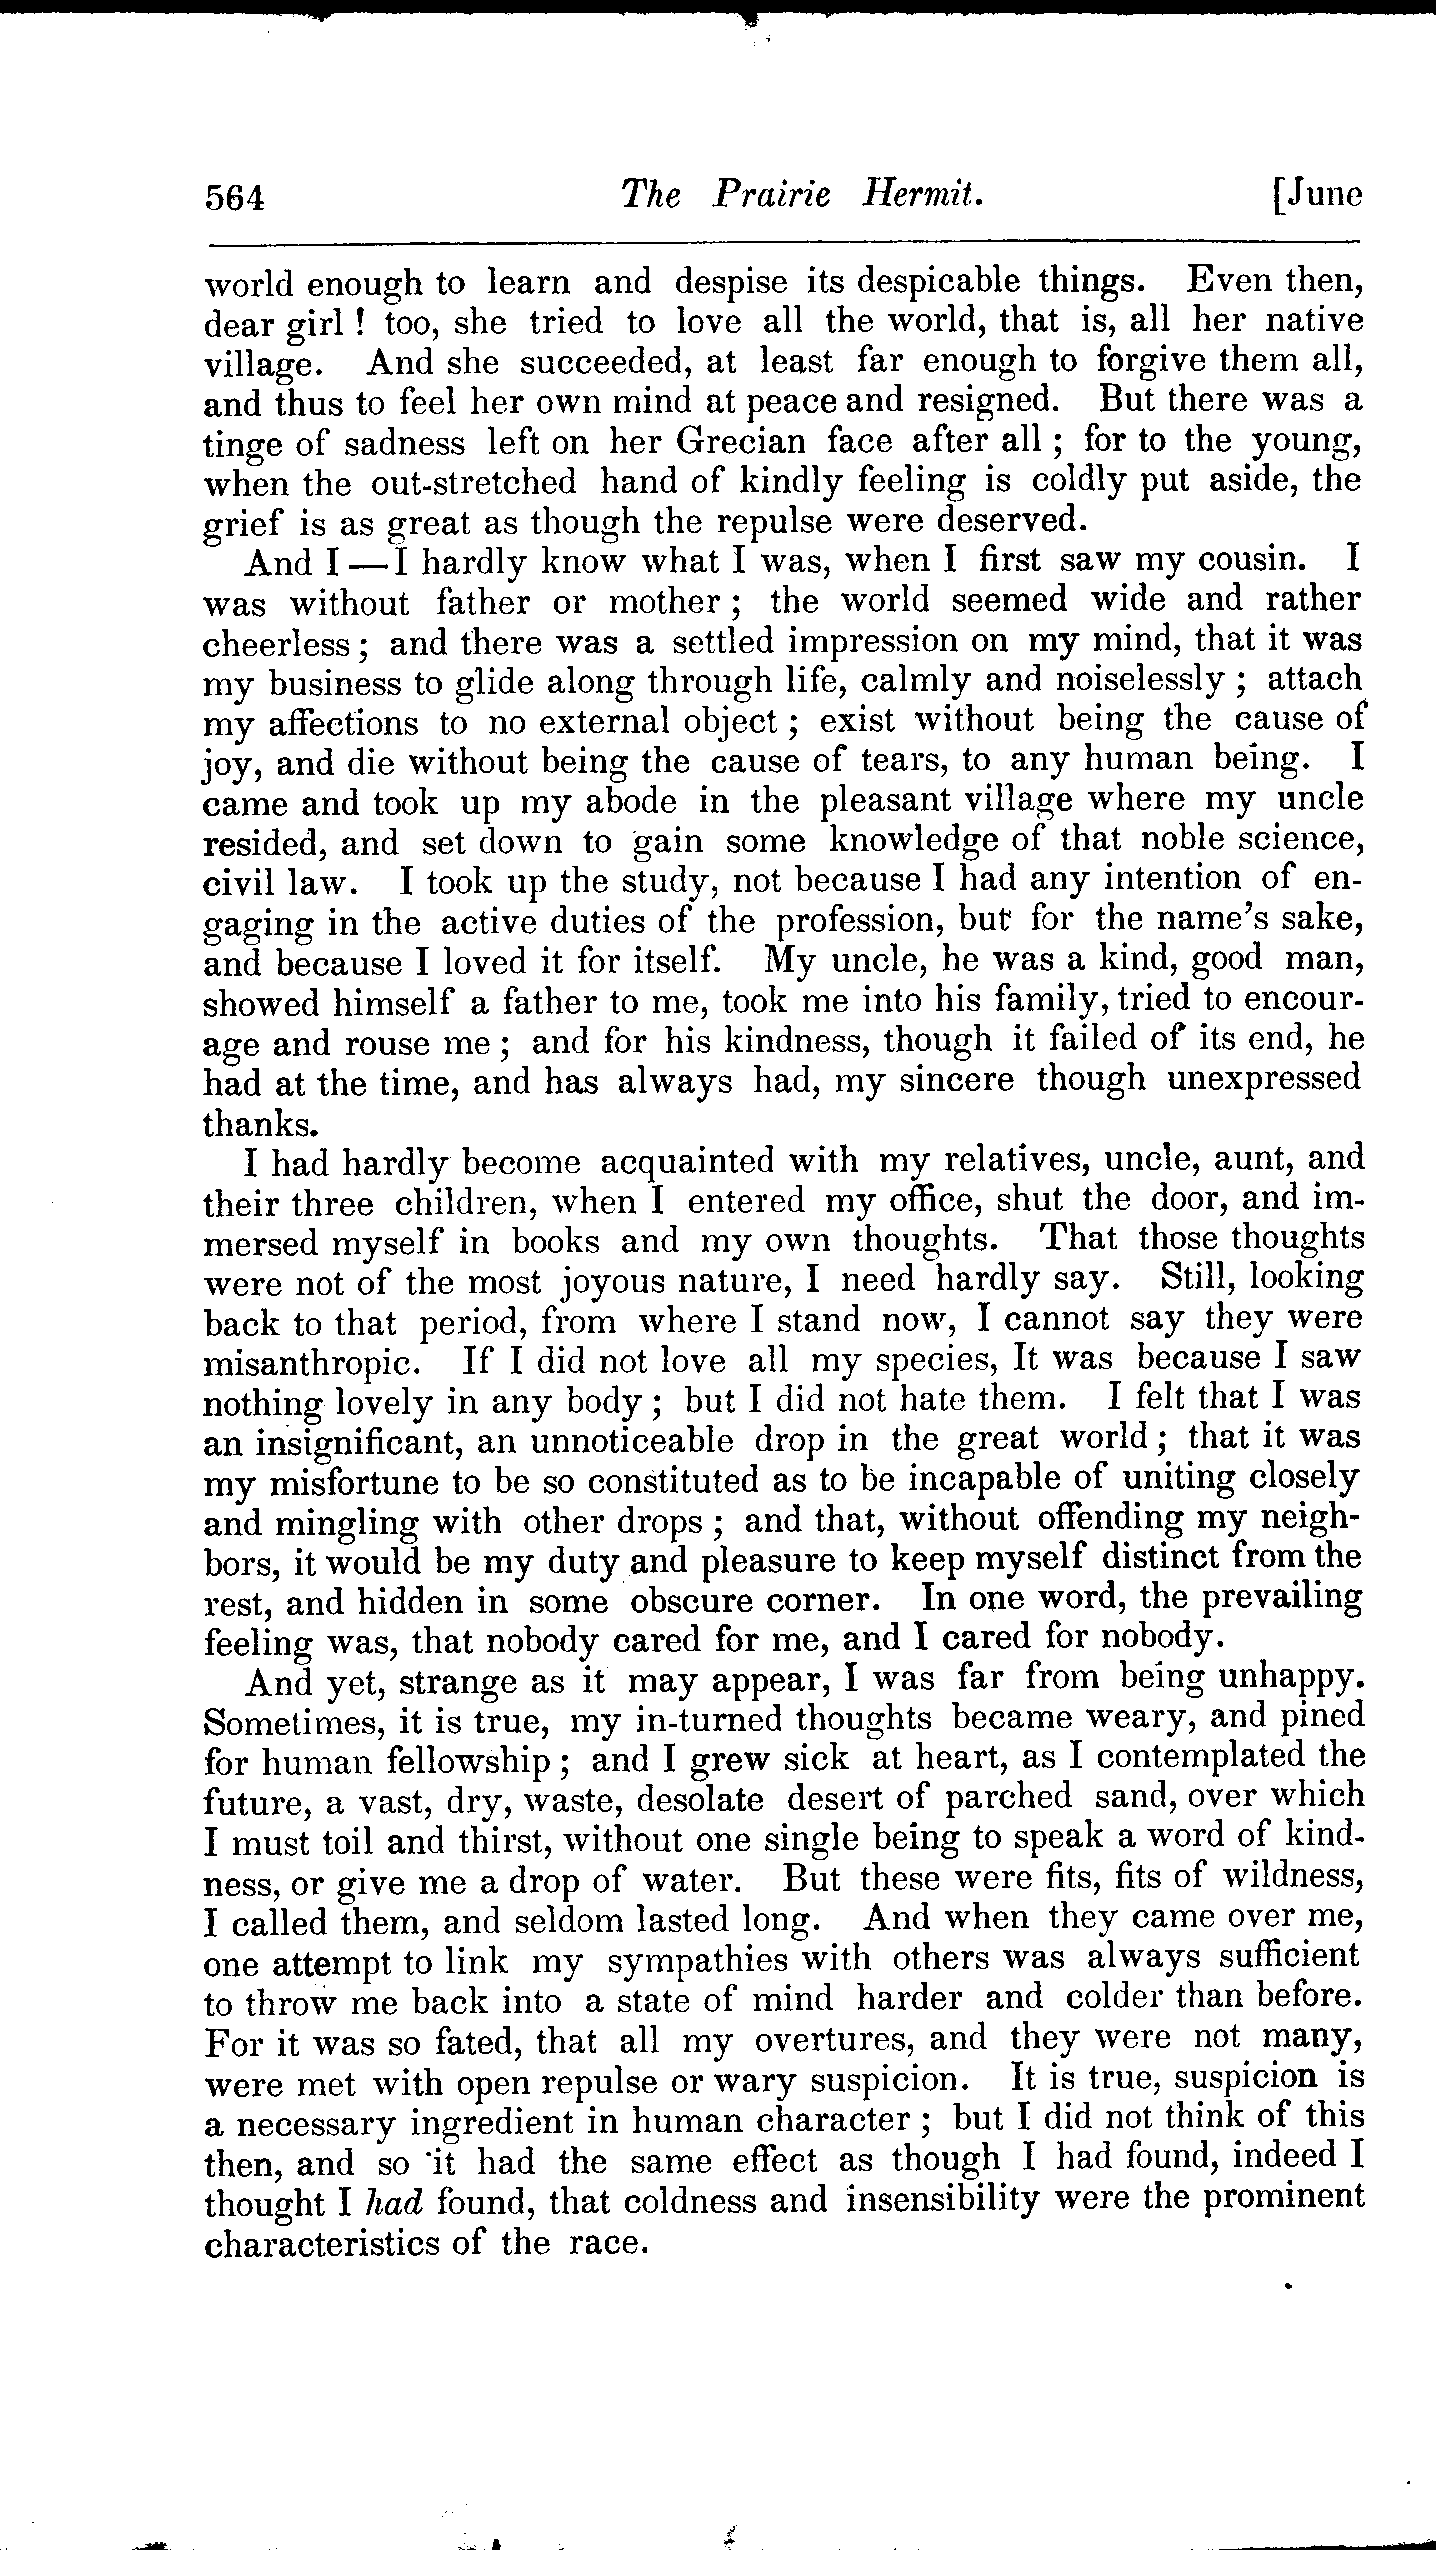 564 The Prairie Hermit. [June
world enough to learn and despise its despicable things. Even then,
dear girl ! too, she tried to love all the world, that is, all her native
village. And she succeeded, at least far enough to forgive them all,
and thus to feel her own mind at peace and resigned. But there was a
tinge of sadness left on her Grecian face after all ; for to the young,
when the out-stretched hand of kindly feeling is coldly put aside, the
grief is as great as though the repulse were deserved.
And I — I hardly know what I was, when I first saw my cousin. I
was without father or mother ; the world seemed wide and rather
cheerless ; and there was a settled impression on my mind, that it was
my business to glide along through life, calmly and noiselessly ; attach
my affections to no external object ; exist without being the cause of
joy, and die without being the cause of tears, to any human being. I
came and took up my abode in the pleasant village where my uncle
resided, and set down to gain some knowledge of that noble science,
civil law. I took up the study, not because I had any intention of en-
gaging in the active duties of the profession, but for the name's sake,
and because I loved it for itself. My uncle, he was a kind, good man,
showed himself a father to me, took me into his family, tried to encour-
age and rouse me ; and for his kindness, though it failed of its end, he
had at the time, and has always had, my sincere though unexpressed
thanks.
I had hardly become acquainted with my relatives, uncle, aunt, and
their three children, when I entered my office, shut the door, and im-
mersed myself in books and my own thoughts. That those thoughts
were not of the most joyous nature, I need hardly say. Still, looking
back to that period, from where I stand now, I cannot say they were
misanthropic. If I did not love all my species, It was because I saw
nothing lovely in any body ; but I did not hate them. I felt that I was
an insignificant, an unnoticeable drop in the great world ; that it was
my misfortune to be so constituted as to be incapable of uniting closely
and mingling with other drops ; and that, without offending my neigh-
bors, it would be my duty and pleasure to keep myself distinct from the
rest, and hidden in some obscure corner. In one word, the prevailing
feeling was, that nobody cared for me, and I cared for nobody.
And yet, strange as it may appear, I was far from being unhappy.
Sometimes, it is true, my in-turned thoughts became weary, and pined
for human fellowship ; and I grew sick at heart, as I contemplated the
future, a vast, dry, waste, desolate desert of parched sand, over which
I must toil and thirst, without one single being to speak a word of kind-
ness, or give me a drop of water. But these were fits, fits of wildness,
I called them, and seldom lasted long. And when they came over me,
one attempt to link my sympathies with others was always sufficient
to throw me back into a state of mind harder and colder than before.
For it was so fated, that all my overtures, and they were not many,
were met with open repulse or wary suspicion. It is true, suspicion is
a necessary ingredient in human character ; but I did not think of this
then, and so it had the same effect as though I had found, indeed I
thought I had found, that coldness and insensibility were the prominent
characteristics of the race.